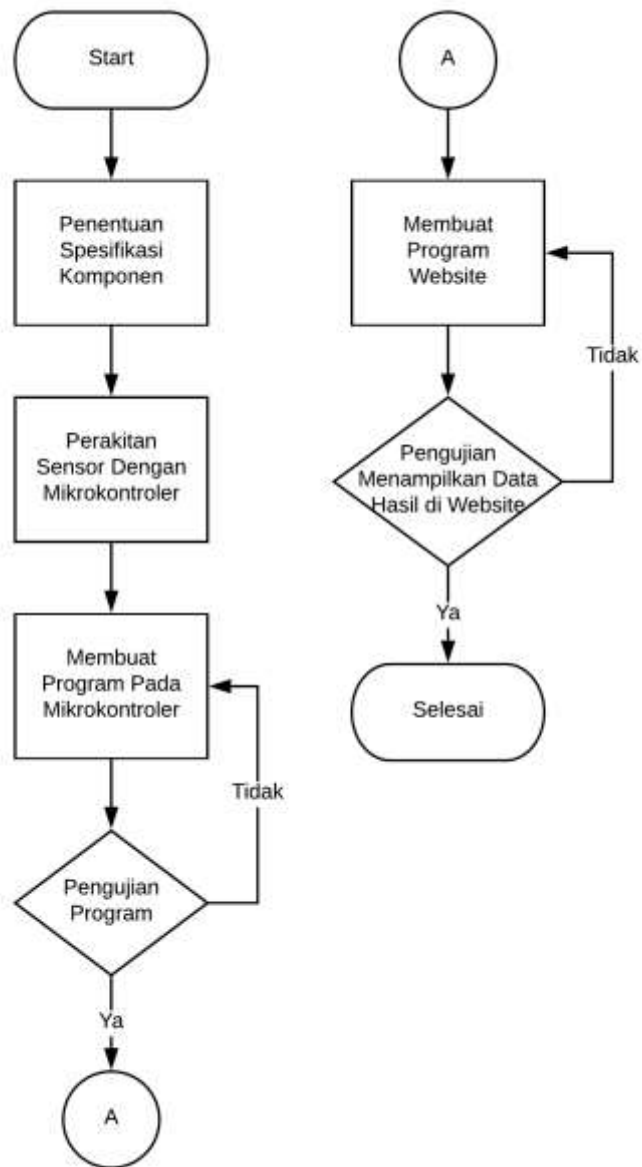 Start
Penentuan
Spesifikasi
Komponen
Perakitan
Sensor Dengan
Mikrokontroler
Membuat
Program Pada
Mikrokontroler
Tidak
Pengujian
Program
Ya
A
A
Membuat
Program
Website
Tidak
Pengujian
Menampilkan Data
Hasil di Website
Ya
Selesai